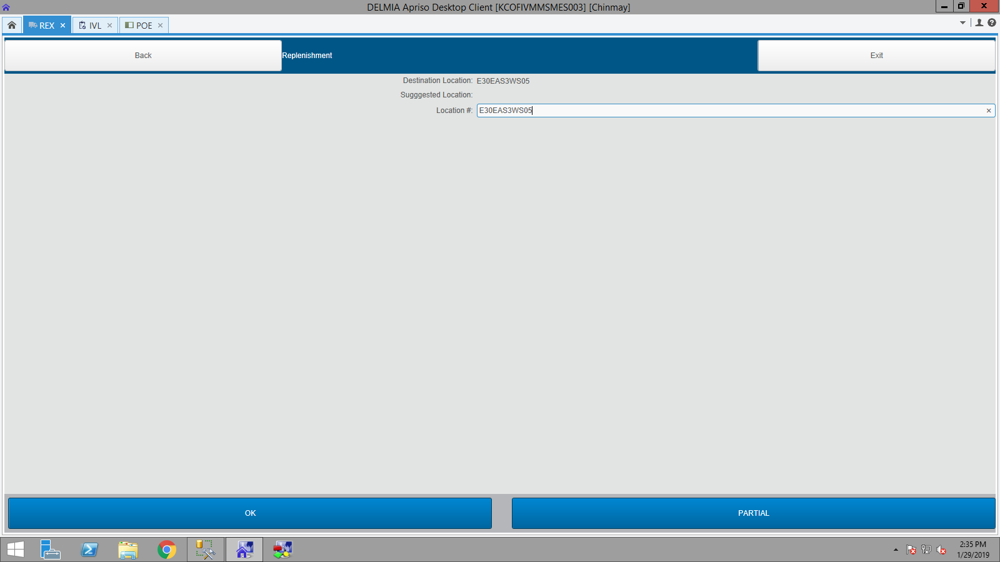 DELMIA Apriso Desktop Client [KCOFIVMMSMES003] [Chinmay]
REX IVL POE
Back Replenishment Exit
Destination Location: E30EAS3WS05
Sugggested Location:
Location #: E30EAS3WS05
OK PARTIAL
2:35 PM
1/29/2019